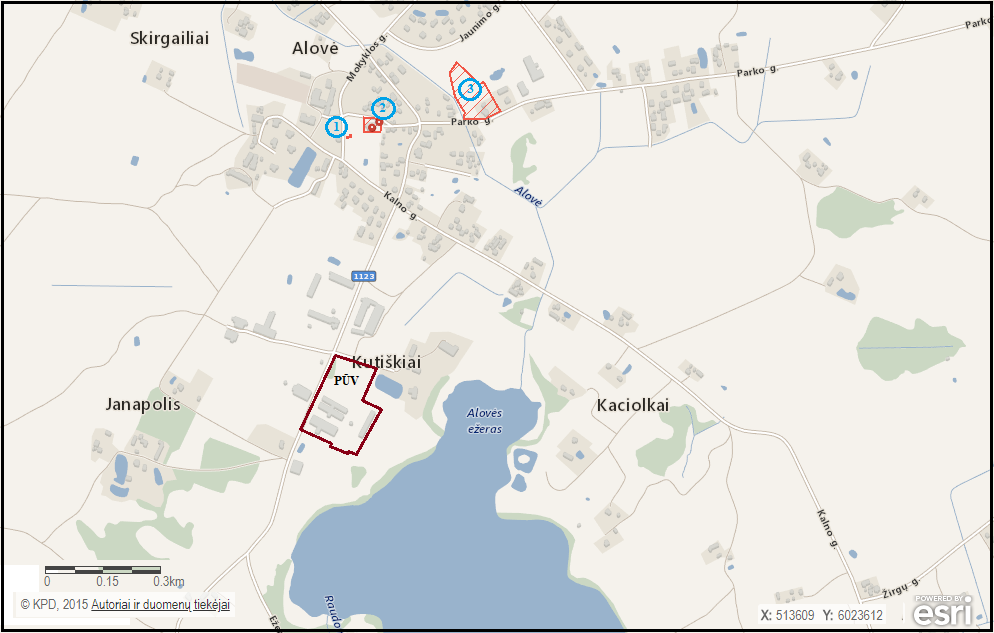 Skirgailiai
Alovė
Mokyklos g.
Jaunimo g.
Parko
Parko g.
3
2
1
Parko g.
Alovė
Kalno g.
1123
Kutiškiai
PŪV
Janapolis
Alovės
ežeras
Kaciolkai
Kalno g.
Žirgų g.
0 0.15 0.3km
© KPD, 2015 Autoriai ir duomenų tiekėjai
X: 513609 Y: 6023612
POWERED BY
esri